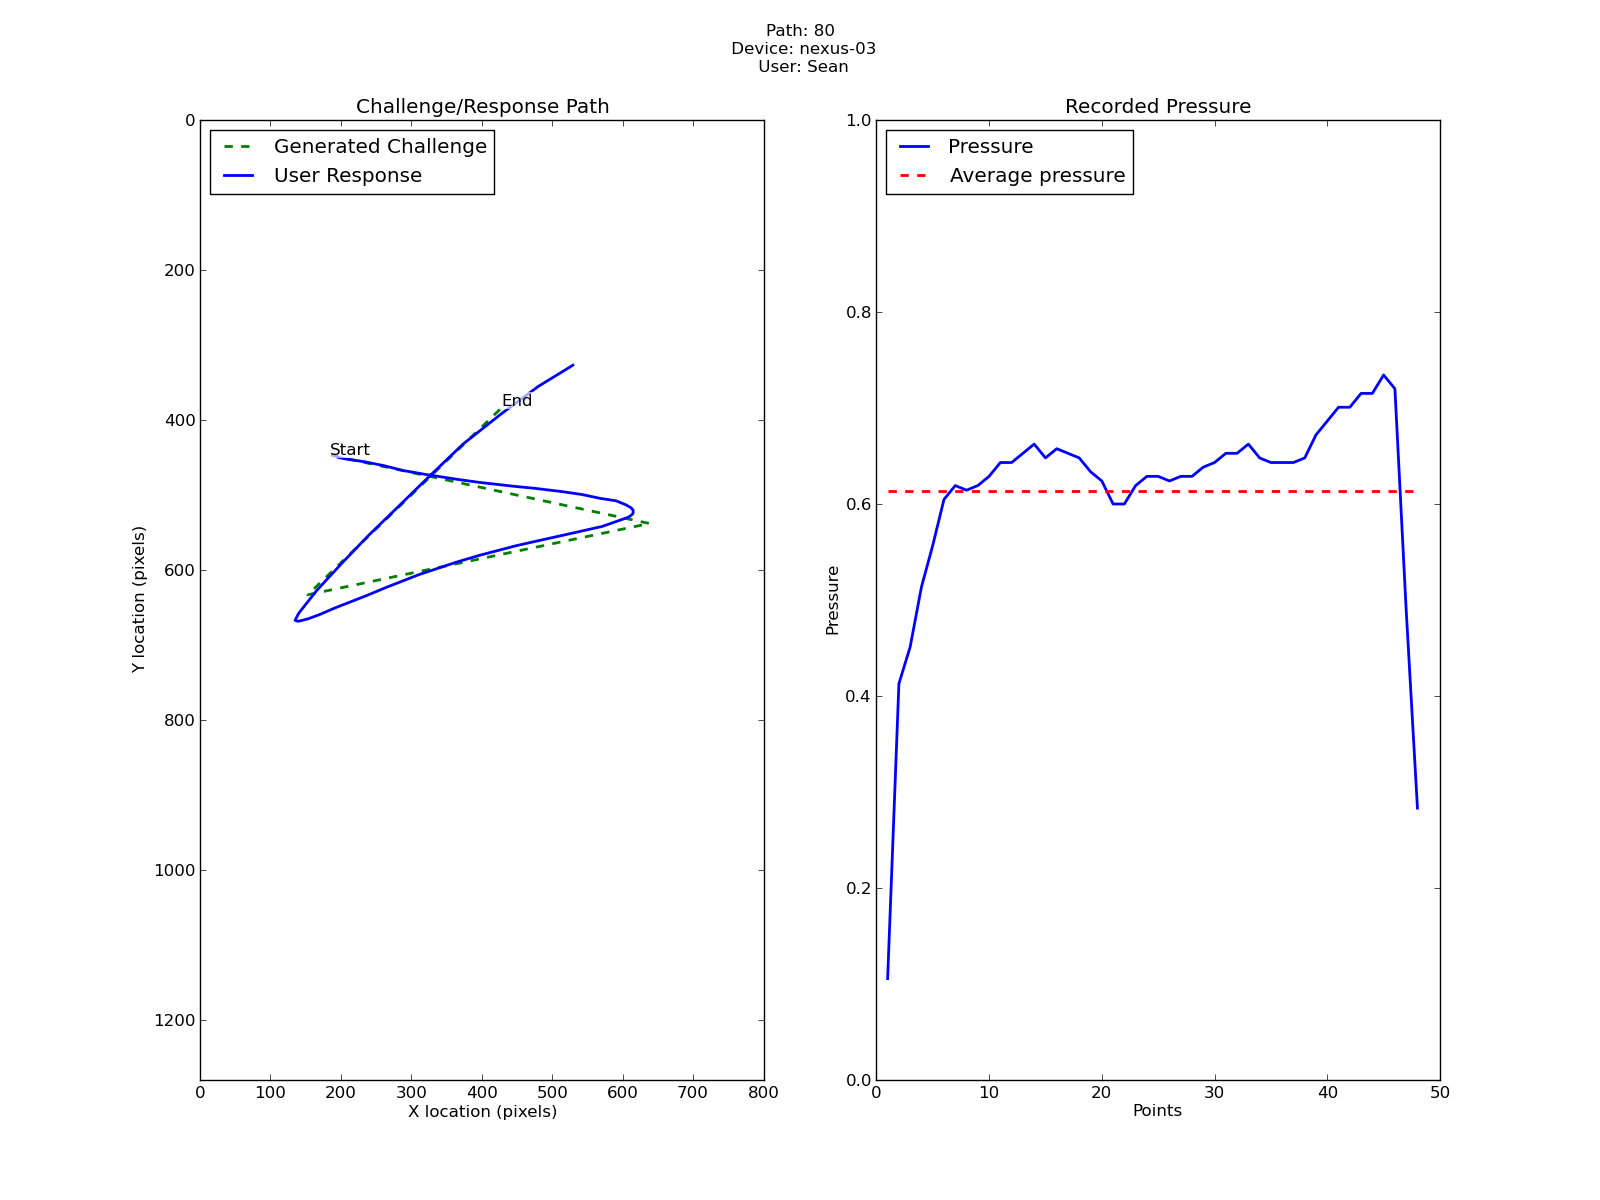 Path: 80
Device: nexus-03
User: Sean
Challenge/Response Path
Generated Challenge
User Response
Start
End
0
200
400
600
800
1000
1200
Y location (pixels)
0 100 200 300 400 500 600 700 800
X location (pixels)
Recorded Pressure
Pressure
Average pressure
1.0
0.8
0.6
0.4
0.2
0.0
Pressure
0 10 20 30 40 50
Points